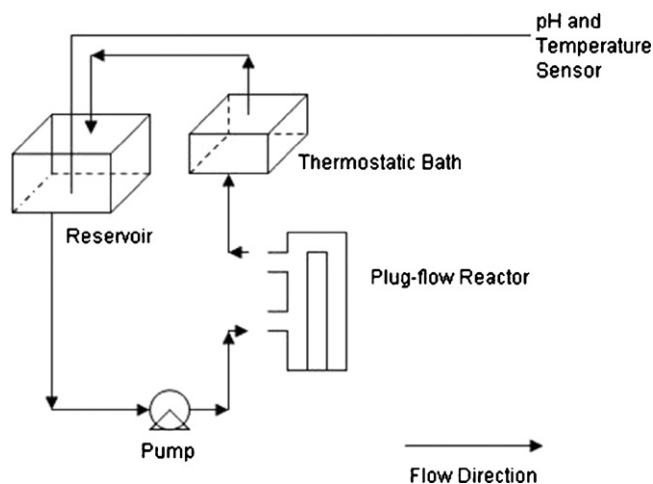 pH and
Temperature
Sensor
Thermostatic Bath
Reservoir
Plug-flow Reactor
Pump
Flow Direction